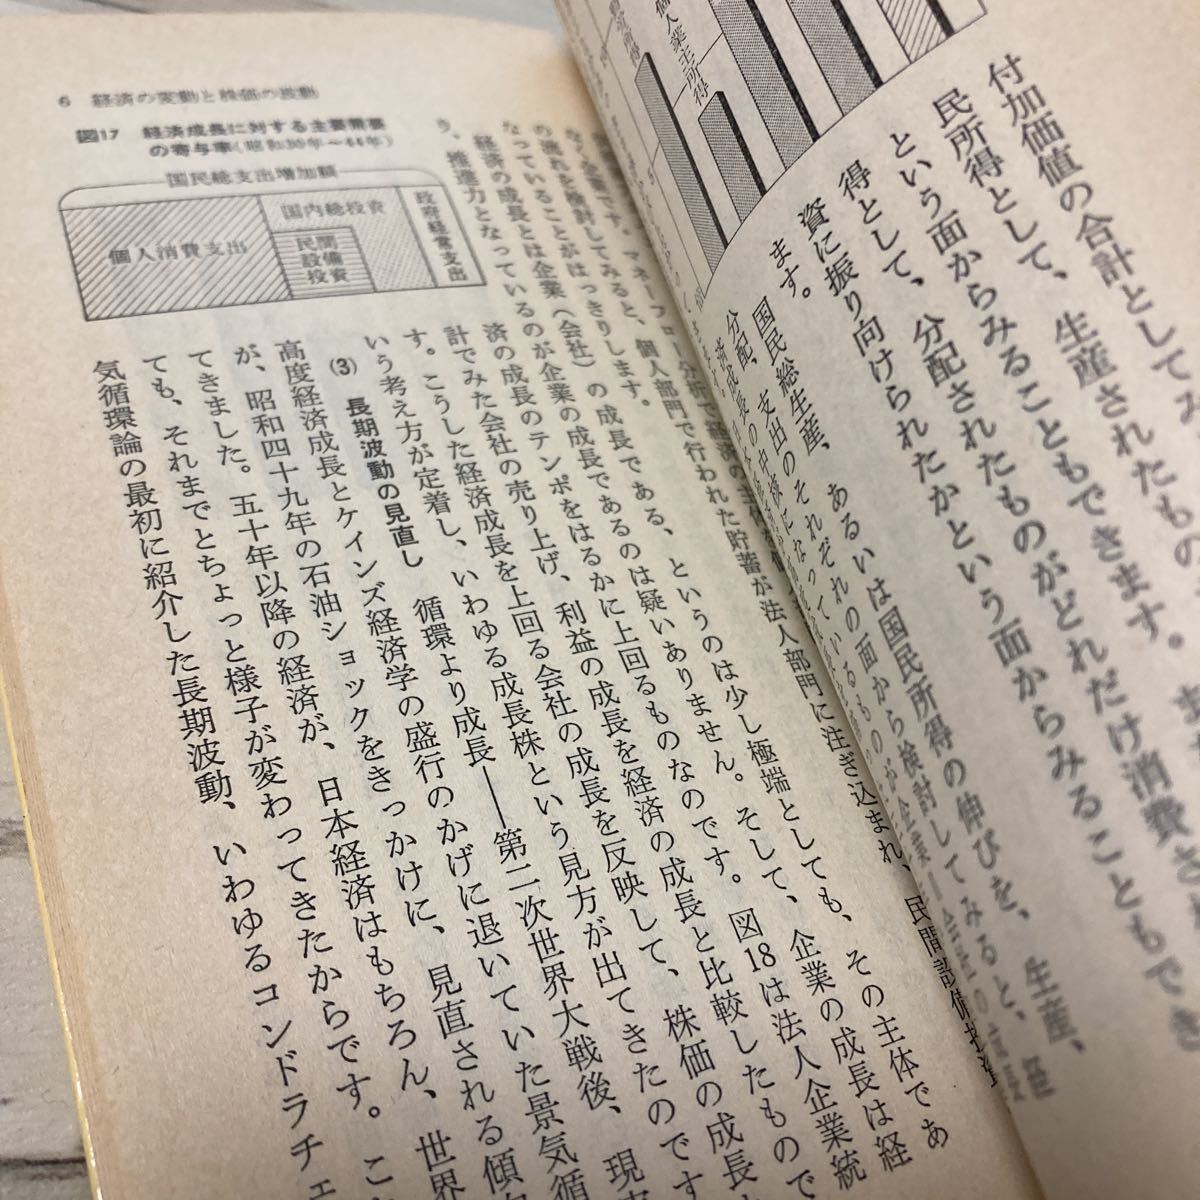 個人業主所得
付加価値の合計としてみ
民所得として、生産されたもの
という面からみることもできます。
得として、分配されたものがどれだけ消費さ
資に振り向けられたかという面からみることもでき
ます。
国民総生産、あるいは国民所得の伸びを、生産、
分配、支出のそれぞれの面から検討してみると、経
6 経済の変動と株価の波動
図17 経済成長に対する主要需要
の寄与率(昭和30年〜44年)
国民総支出増加額
個人消費支出
国内総投資
民間
設備
投資
政府経常支出
なく企業です。マネーフロー分析で経済の主体
の流れを検討してみると、個人部門で行われた貯蓄が法人部門に注ぎ込まれ、民間設備投資
なっていることがはっきりします。
経済の成長とは企業(会社)の成長である、というのは少し極端としても、その主体であ
り、推進力となっているのが企業の成長であるのは疑いありません。そして、企業の成長は経
済の成長のテンポをはるかに上回るものなのです。図18は法人企業統
計でみた会社の売り上げ、利益の成長を経済の成長と比較したもので
す。こうした経済成長を上回る会社の成長を反映して、株価の成長
いう考え方が定着し、いわゆる成長株という見方が出てきたのです
(3) 長期波動の見直し
循環より成長――第二次世界大戦後、現
高度経済成長とケインズ経済学の盛行のかげに退いていた景気循
が、昭和四十九年の石油ショックをきっかけに、見直される傾
てきました。五十年以降の経済が、日本経済はもちろん、世界
ても、それまでとちょっと様子が変わってきたからです。こ
気循環論の最初に紹介した長期波動、いわゆるコンドラチェ